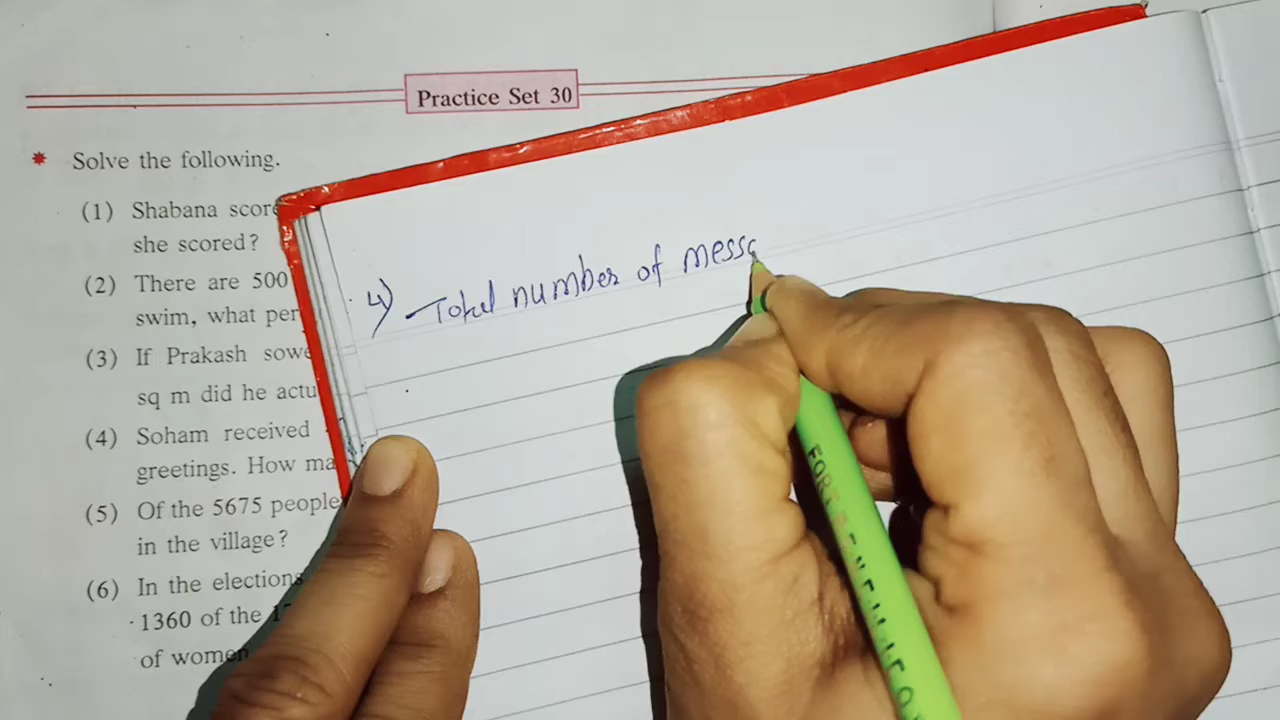 Practice Set 30
Solve the following.
(1) Shabana score
she scored?
(2) There are 500
swim, what per
(3) If Prakash sowe
sq m did he actu
(4) Soham received
greetings. How ma
(5) Of the 5675 people
in the village?
(6) In the elections
1360 of the
of women
4) Total number of messa